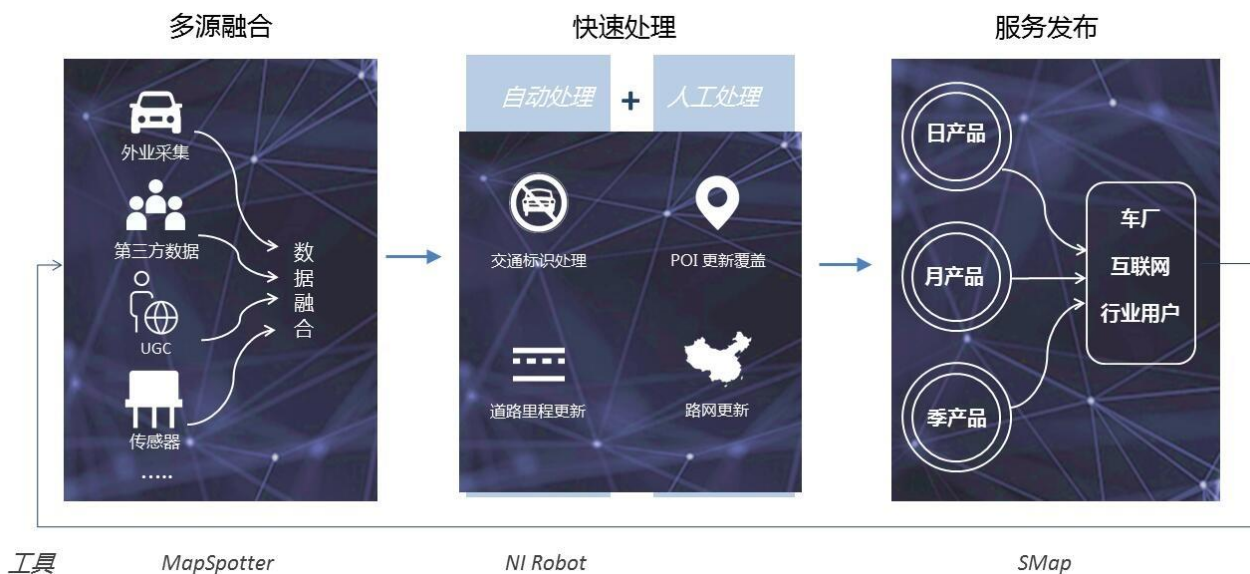 多源融合
快速处理
服务发布
外业采集
第三方数据
UGC
传感器
.....
数
据
融
合
自动处理
+
人工处理
交通标识处理
POI 更新覆盖
道路里程更新
路网更新
日产品
月产品
季产品
车厂
互联网
行业用户
工具
MapSpotter
NI Robot
SMap